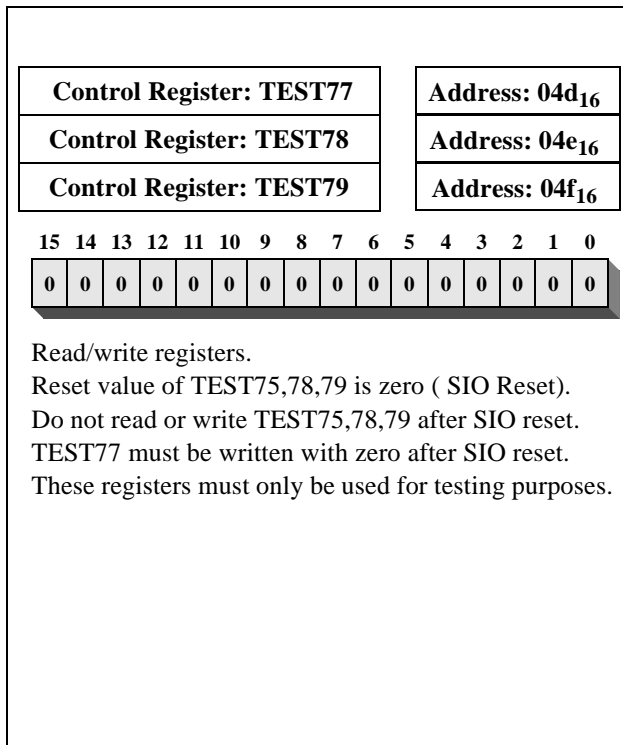 Control Register: TEST77 Address: 04d16
Control Register: TEST78 Address: 04e16
Control Register: TEST79 Address: 04f16
15 14 13 12 11 10 9 8 7 6 5 4 3 2 1 0
0 0 0 0 0 0 0 0 0 0 0 0 0 0 0 0
Read/write registers.
Reset value of TEST75,78,79 is zero ( SIO Reset).
Do not read or write TEST75,78,79 after SIO reset.
TEST77 must be written with zero after SIO reset.
These registers must only be used for testing purposes.